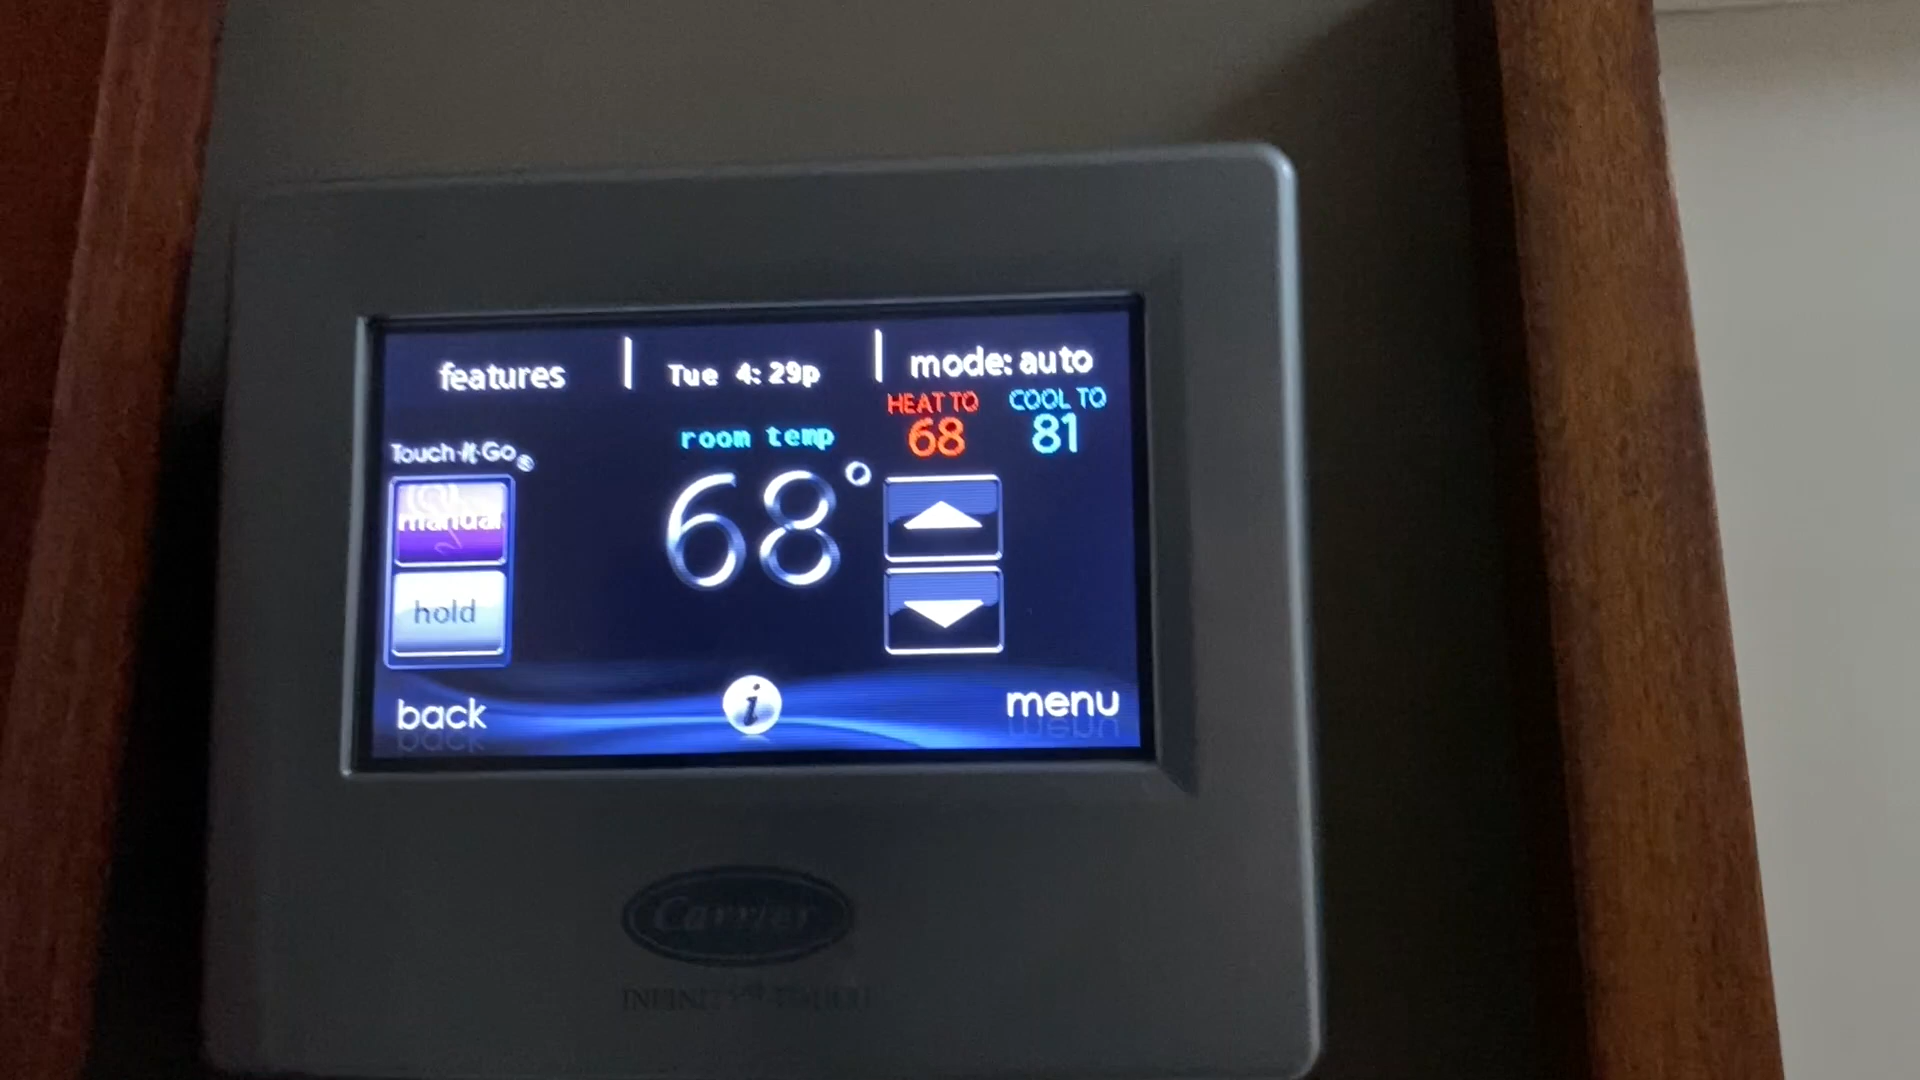 features
Tue 4:29p
mode: auto
HEAT TO
COOL TO
68
81
room temp
Touch-N-Go®
68°
manual
hold
back
i
menu
Carrier
INFINITY